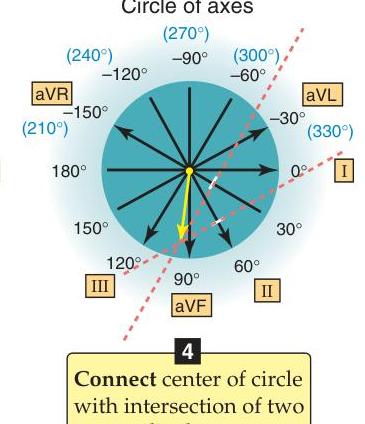 Circle of axes
(270°)
–90°
(240°)
–120°
(300°)
–60°
aVR
aVL
–150°
–30°
(210°)
(330°)
180°
0°
I
150°
30°
120°
60°
90°
III
II
aVF
4
Connect center of circle
with intersection of two